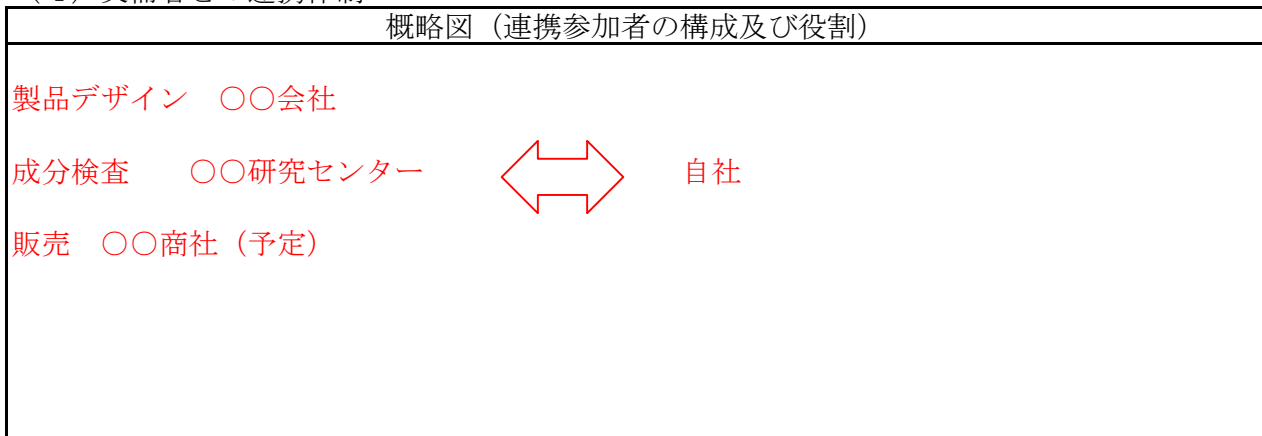 概略図（連携参加者の構成及び役割）
製品デザイン　○○会社
成分検査　　○○研究センター　　自社
販売　○○商社（予定）